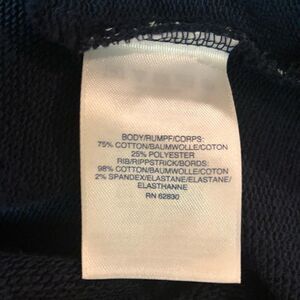 BODY/RUMPF/CORPS:
75% COTTON/BAUMWOLLE/COTON
25% POLYESTER
RIB/RIPPSTRICK/BORDS:
98% COTTON/BAUMWOLLE/COTON
2% SPANDEX/ELASTANE/ELASTANE/
ELASTHANNE
RN 62830